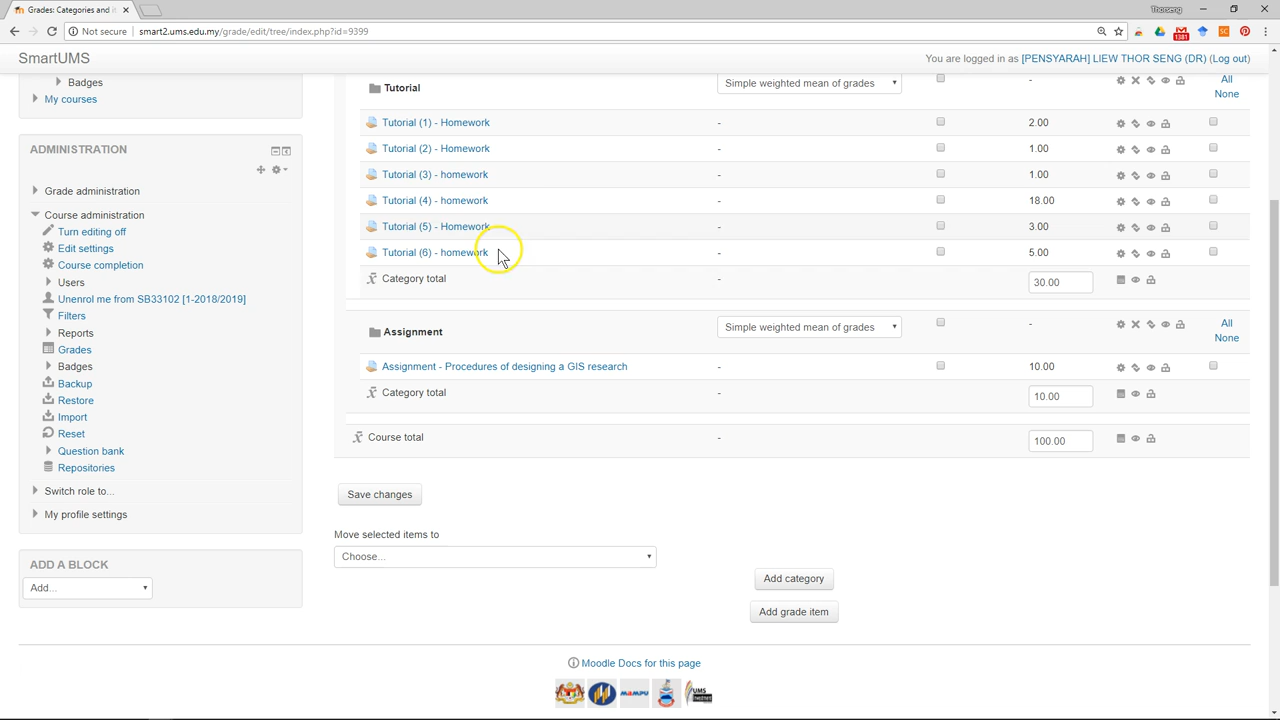 Grades: Categories and it
Thorseng
Not secure smart2.ums.edu.my/grade/edit/tree/index.php?id=9399
1381
SC
SmartUMS
You are logged in as [PENSYARAH] LIEW THOR SENG (DR) (Log out)
Badges
My courses
ADMINISTRATION
Grade administration
Course administration
Turn editing off
Edit settings
Course completion
Users
Unenrol me from SB33102 [1-2018/2019]
Filters
Reports
Grades
Badges
Backup
Restore
Import
Reset
Question bank
Repositories
Switch role to...
My profile settings
ADD A BLOCK
Add...
Tutorial Simple weighted mean of grades - All
None
Tutorial (1) - Homework - 2.00
Tutorial (2) - Homework - 1.00
Tutorial (3) - homework - 1.00
Tutorial (4) - homework - 18.00
Tutorial (5) - Homework - 3.00
Tutorial (6) - homework - 5.00
Category total - 30.00
Assignment Simple weighted mean of grades - All
None
Assignment - Procedures of designing a GIS research - 10.00
Category total - 10.00
Course total - 100.00
Save changes
Move selected items to
Choose...
Add category
Add grade item
Moodle Docs for this page
MAMPU
UMS